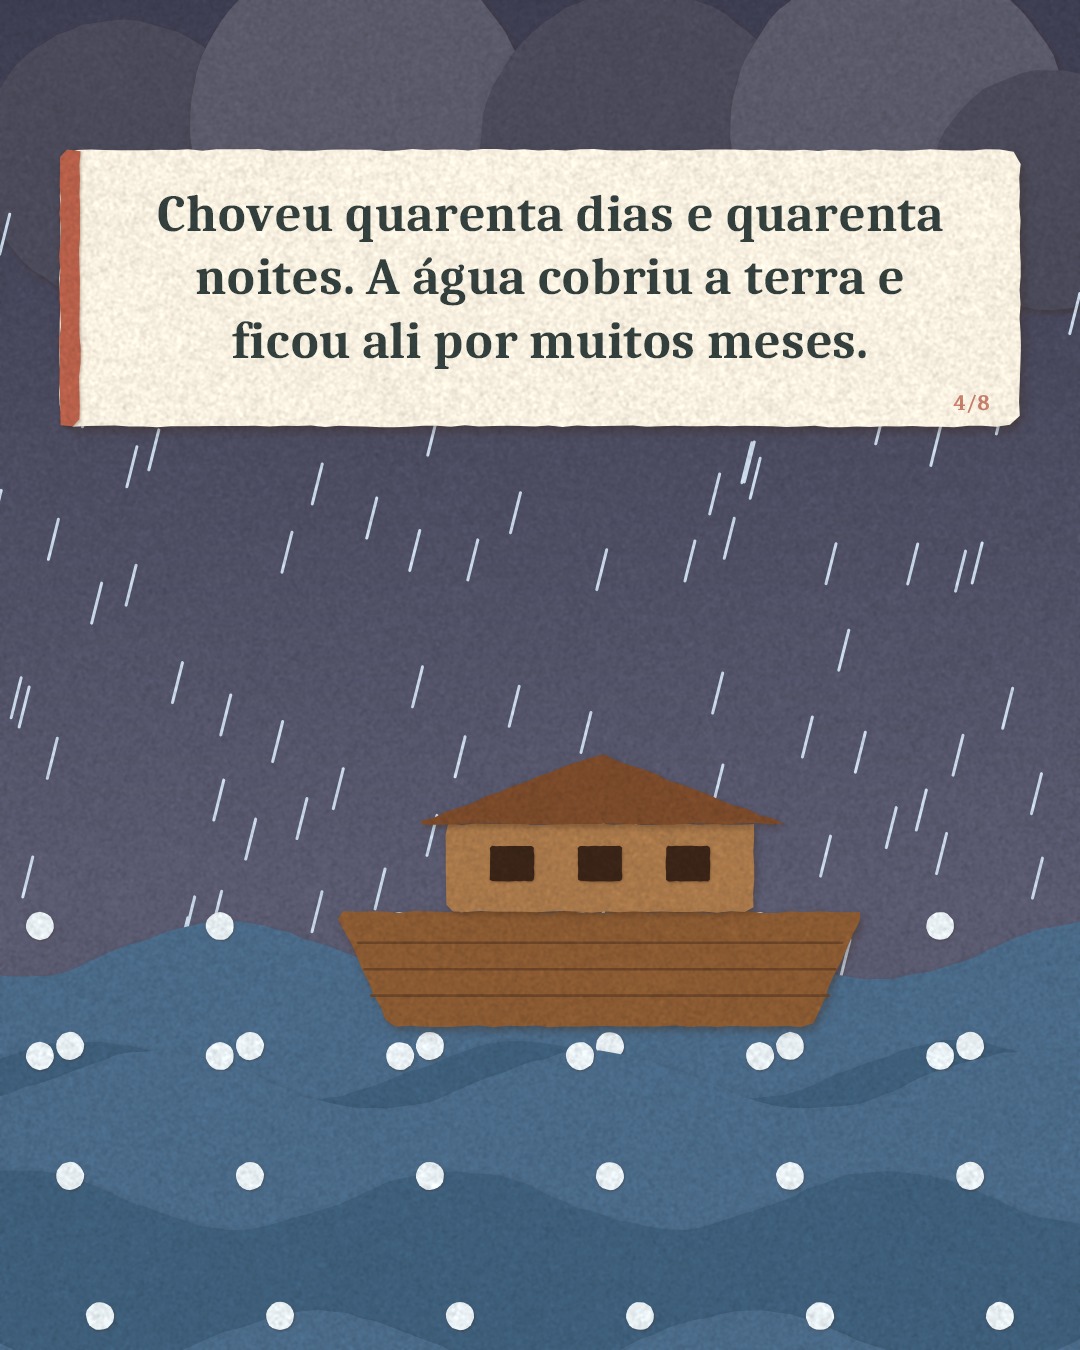 Choveu quarenta dias e quarenta
noites. A água cobriu a terra e
ficou ali por muitos meses.
4/8